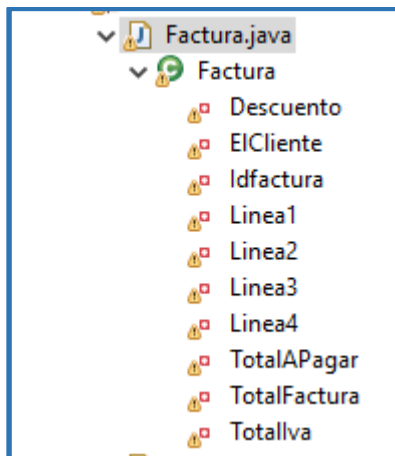 Factura.java
Factura
Descuento
ElCliente
Idfactura
Linea1
Linea2
Linea3
Linea4
TotalAPagar
TotalFactura
TotalIva